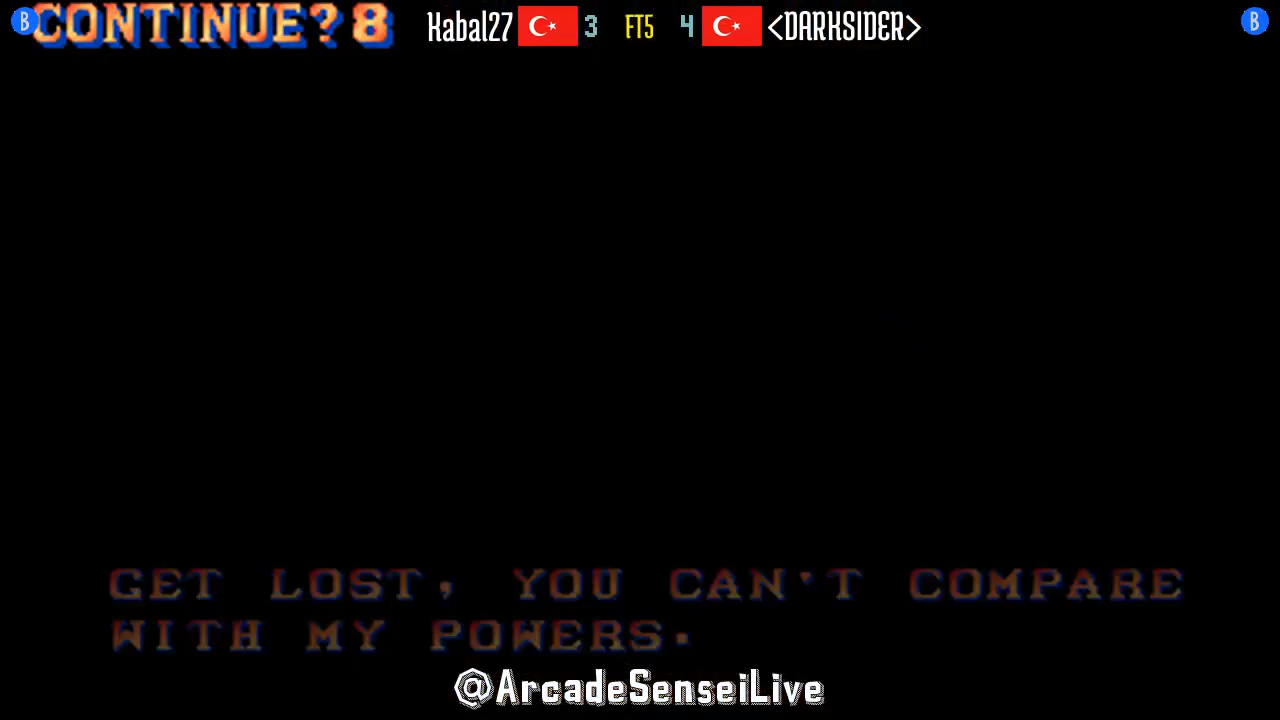 B CONTINUE? 8 Kabal27 3 FT5 4 <DARKSIDER> B
GET LOST, YOU CAN'T COMPARE
WITH MY POWERS.
@ArcadeSenseiLive